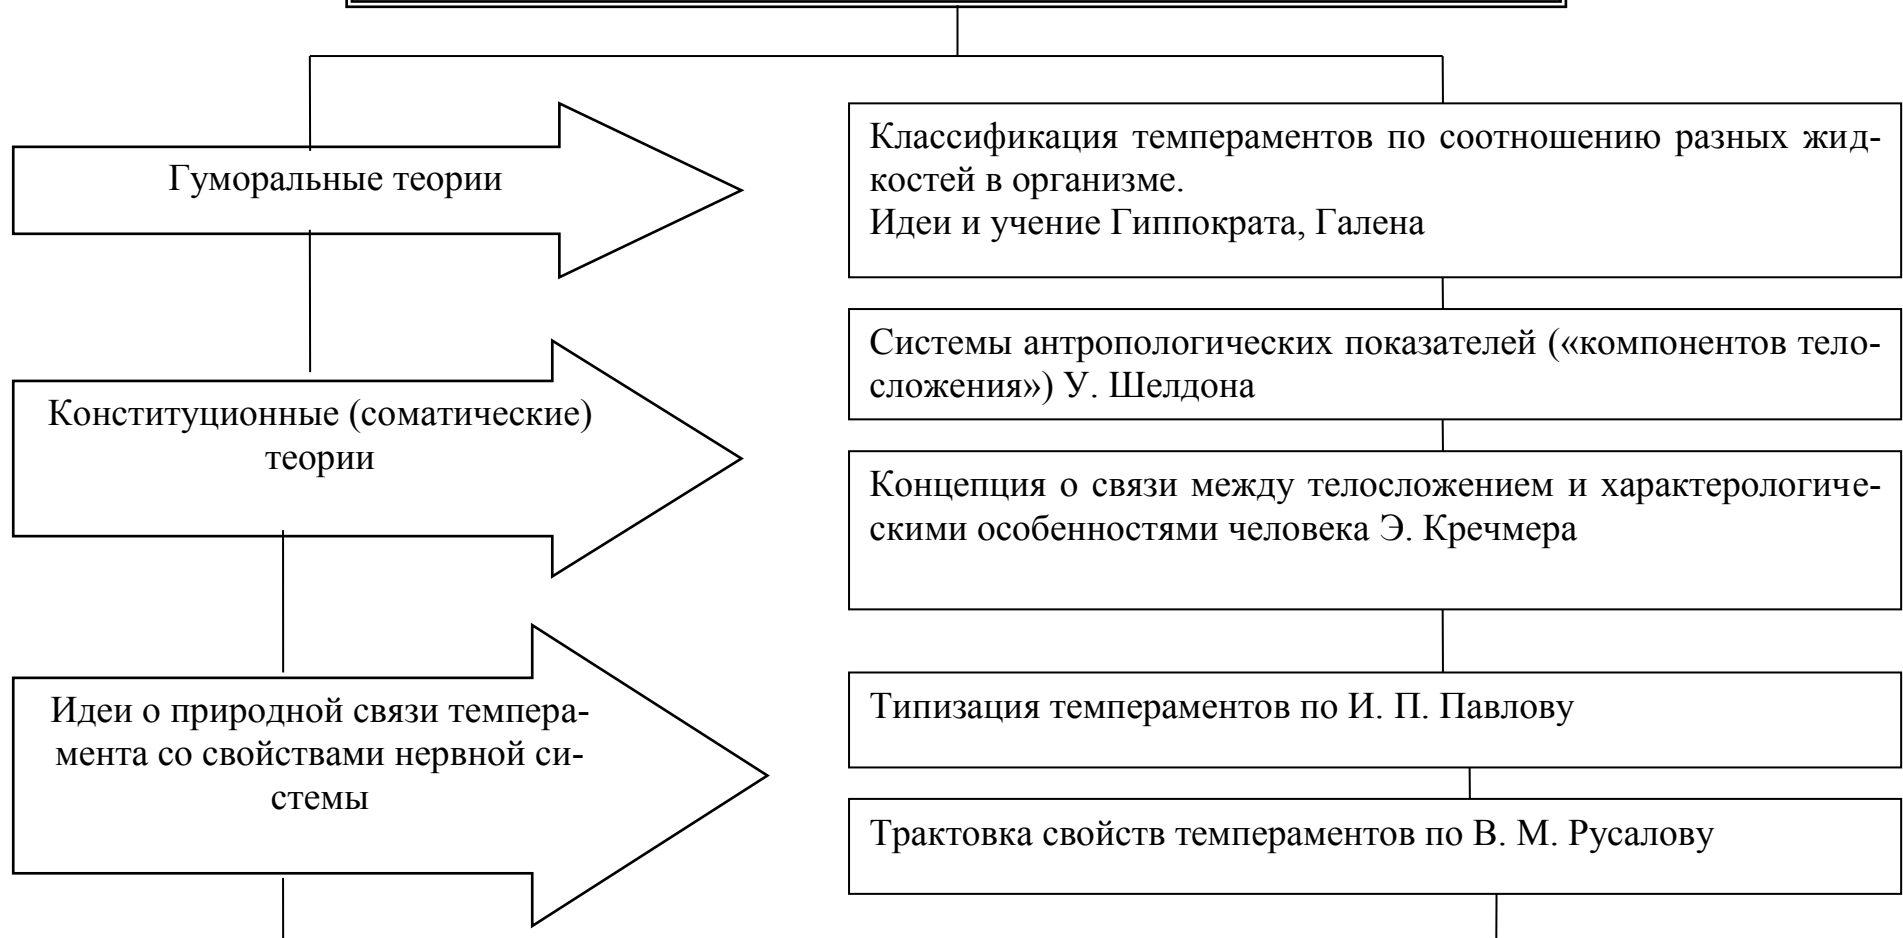 Гуморальные теории
Классификация темпераментов по соотношению разных жид-
костей в организме.
Идеи и учение Гиппократа, Галена
Конституционные (соматические)
теории
Системы антропологических показателей («компонентов тело-
сложения») У. Шелдона
Концепция о связи между телосложением и характерологиче-
скими особенностями человека Э. Кречмера
Идеи о природной связи темпера-
мента со свойствами нервной си-
стемы
Типизация темпераментов по И. П. Павлову
Трактовка свойств темпераментов по В. М. Русалову